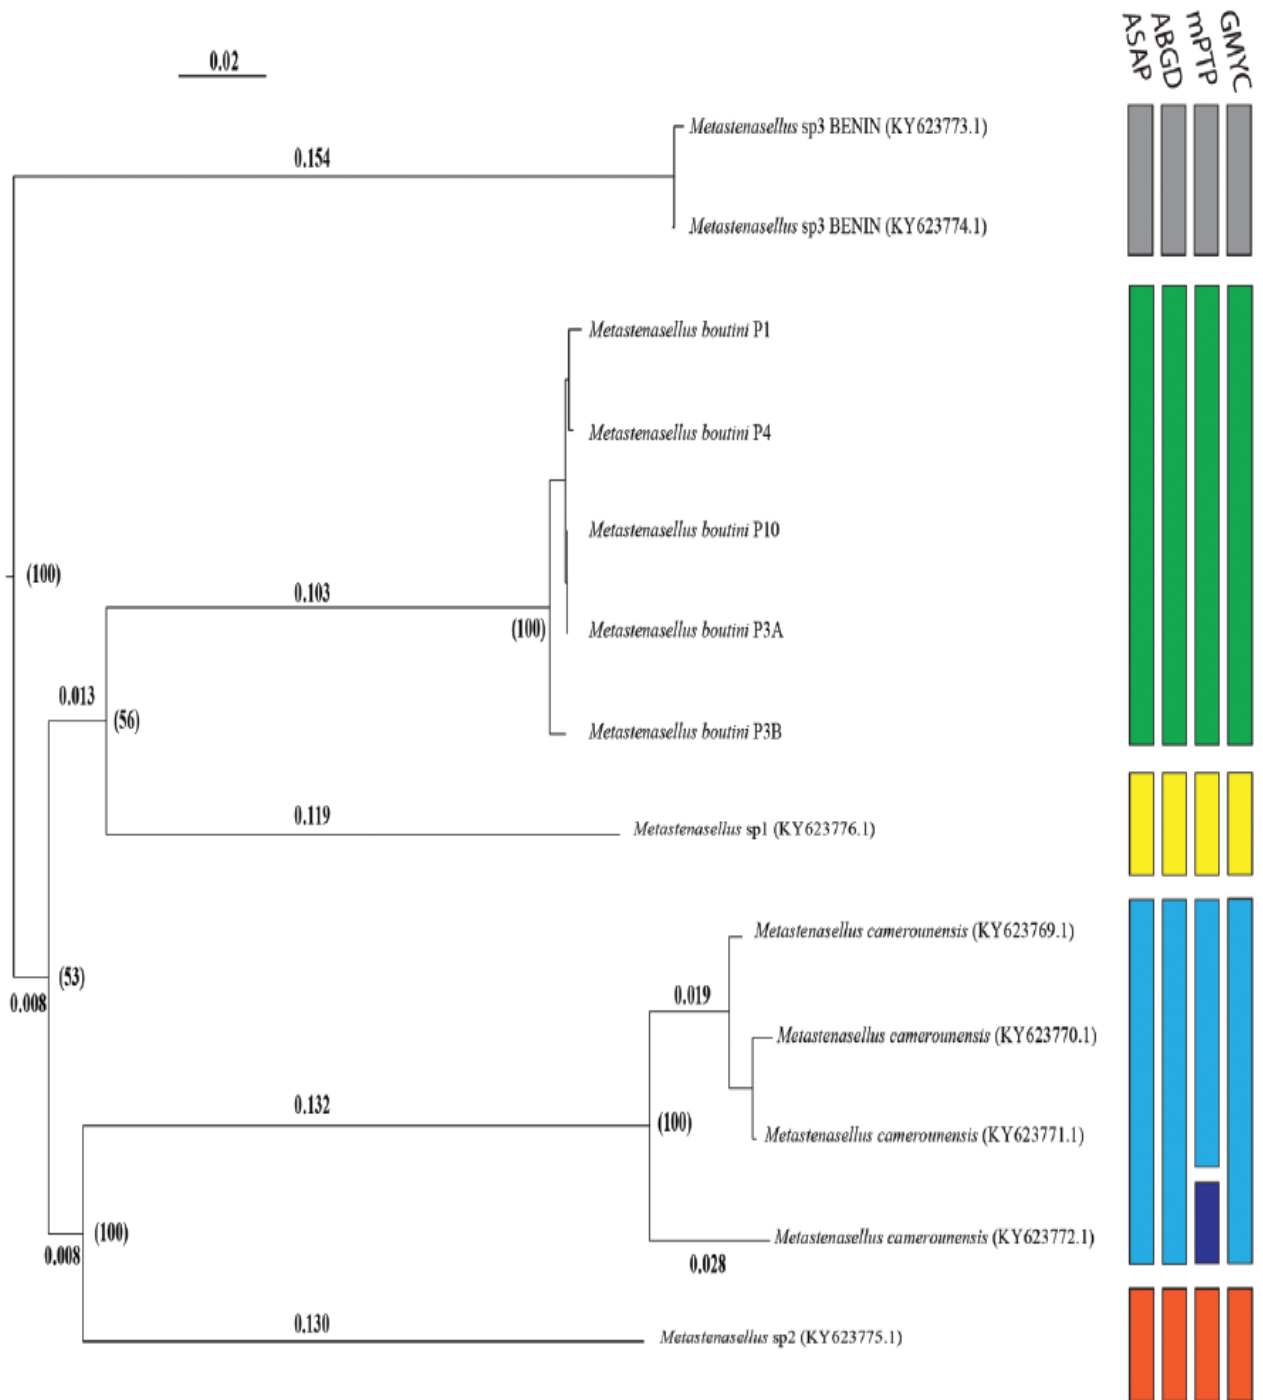 ASAP ABGD mPTP GMYC
0.02
Metastenasellus sp3 BENIN (KY623773.1)
0.154
Metastenasellus sp3 BENIN (KY623774.1)
Metastenasellus boutini P1
Metastenasellus boutini P4
Metastenasellus boutini P10
(100)
0.103
(100)
Metastenasellus boutini P3A
0.013
(56)
Metastenasellus boutini P3B
0.119
Metastenasellus sp1 (KY623776.1)
Metastenasellus camerounensis (KY623769.1)
(53)
0.008
0.019
Metastenasellus camerounensis (KY623770.1)
0.132
(100)
Metastenasellus camerounensis (KY623771.1)
(100)
0.008
Metastenasellus camerounensis (KY623772.1)
0.028
0.130
Metastenasellus sp2 (KY623775.1)